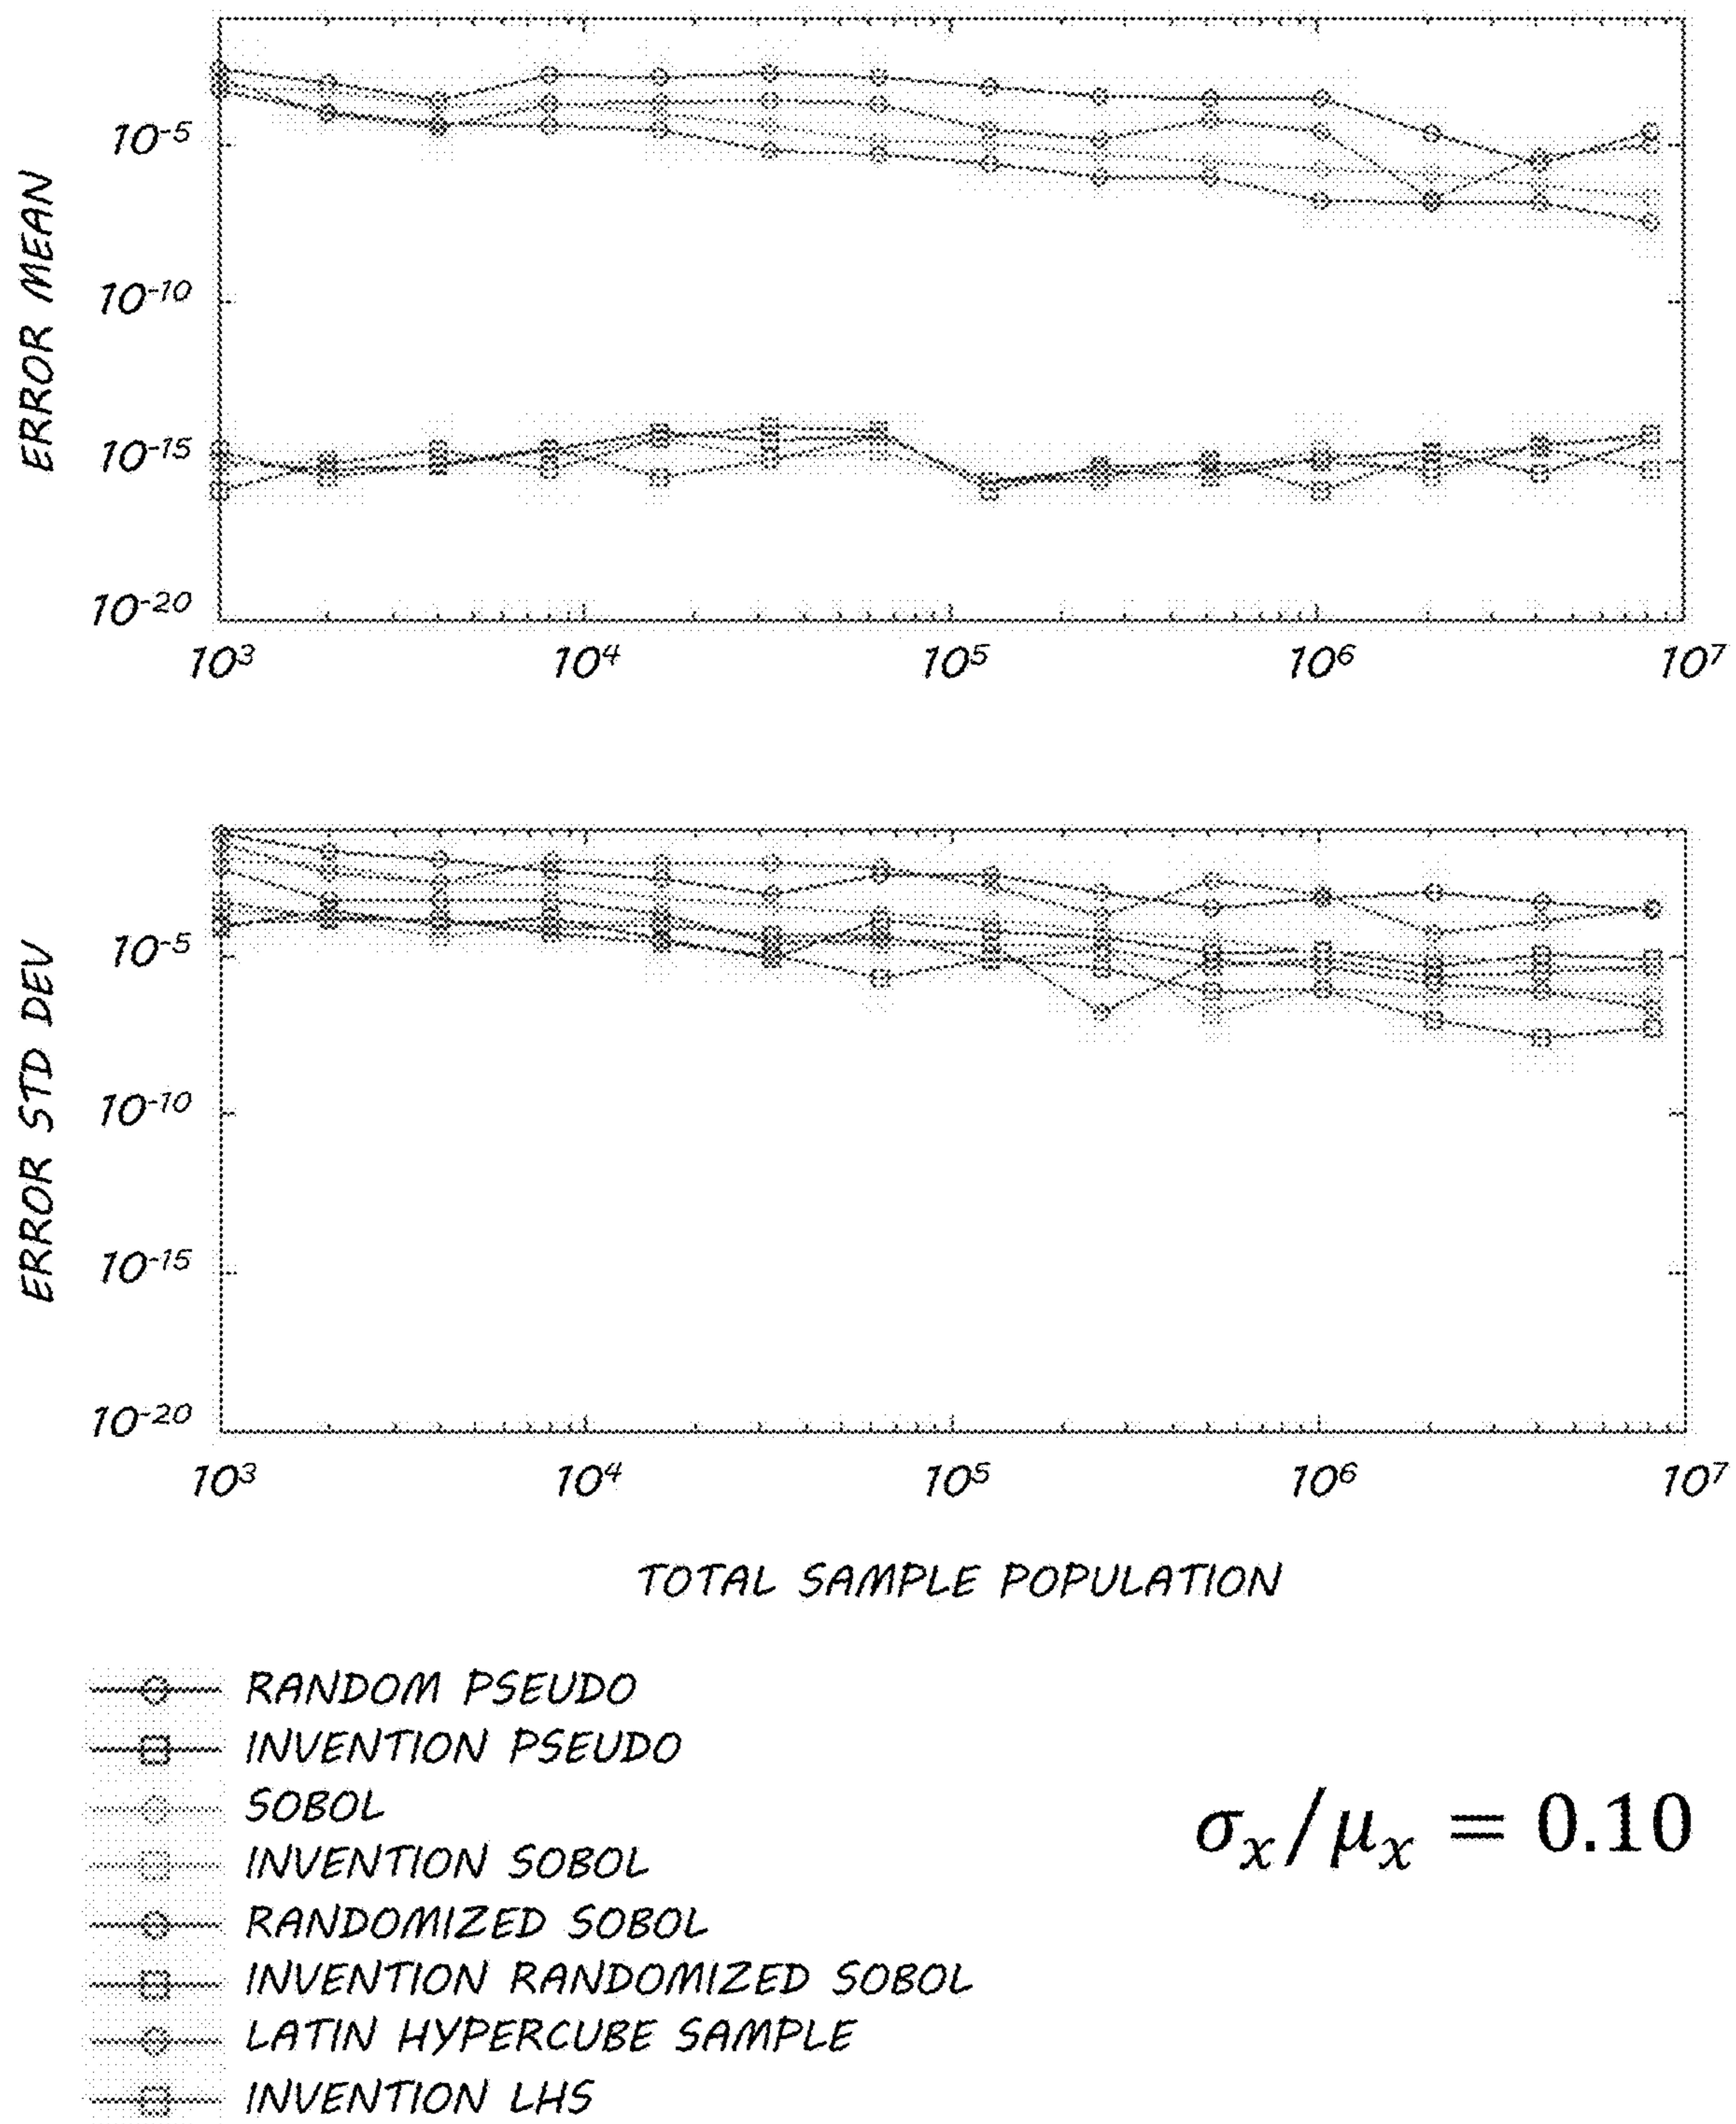 ERROR MEAN
10⁻⁵
10⁻¹⁰
10⁻¹⁵
10⁻²⁰
10³ 10⁴ 10⁵ 10⁶ 10⁷
ERROR STD DEV
10⁻⁵
10⁻¹⁰
10⁻¹⁵
10⁻²⁰
10³ 10⁴ 10⁵ 10⁶ 10⁷
TOTAL SAMPLE POPULATION
RANDOM PSEUDO
INVENTION PSEUDO
SOBOL
INVENTION SOBOL
RANDOMIZED SOBOL
INVENTION RANDOMIZED SOBOL
LATIN HYPERCUBE SAMPLE
INVENTION LHS
σₓ/μₓ = 0.10